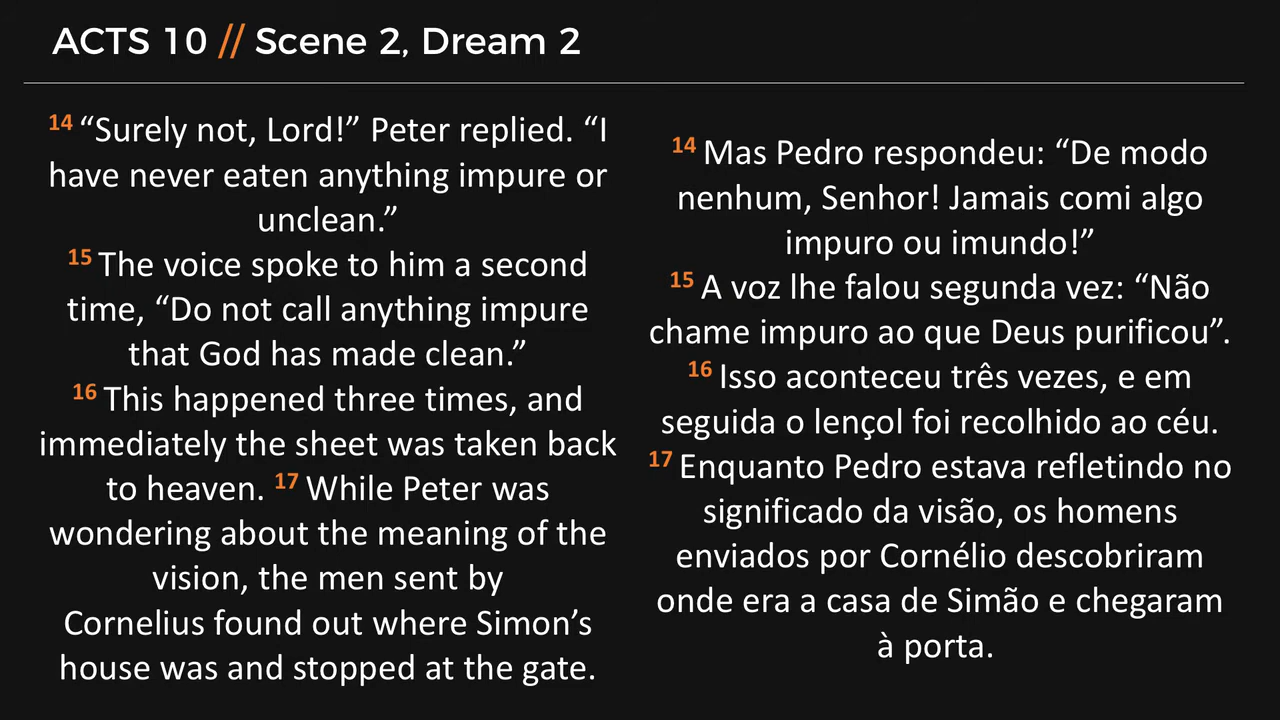 ACTS 10 // Scene 2, Dream 2
14 “Surely not, Lord!” Peter replied. “I
have never eaten anything impure or
unclean.”
15 The voice spoke to him a second
time, “Do not call anything impure
that God has made clean.”
16 This happened three times, and
immediately the sheet was taken back
to heaven. 17 While Peter was
wondering about the meaning of the
vision, the men sent by
Cornelius found out where Simon’s
house was and stopped at the gate.
14 Mas Pedro respondeu: “De modo
nenhum, Senhor! Jamais comi algo
impuro ou imundo!”
15 A voz lhe falou segunda vez: “Não
chame impuro ao que Deus purificou”.
16 Isso aconteceu três vezes, e em
seguida o lençol foi recolhido ao céu.
17 Enquanto Pedro estava refletindo no
significado da visão, os homens
enviados por Cornélio descobriram
onde era a casa de Simão e chegaram
à porta.